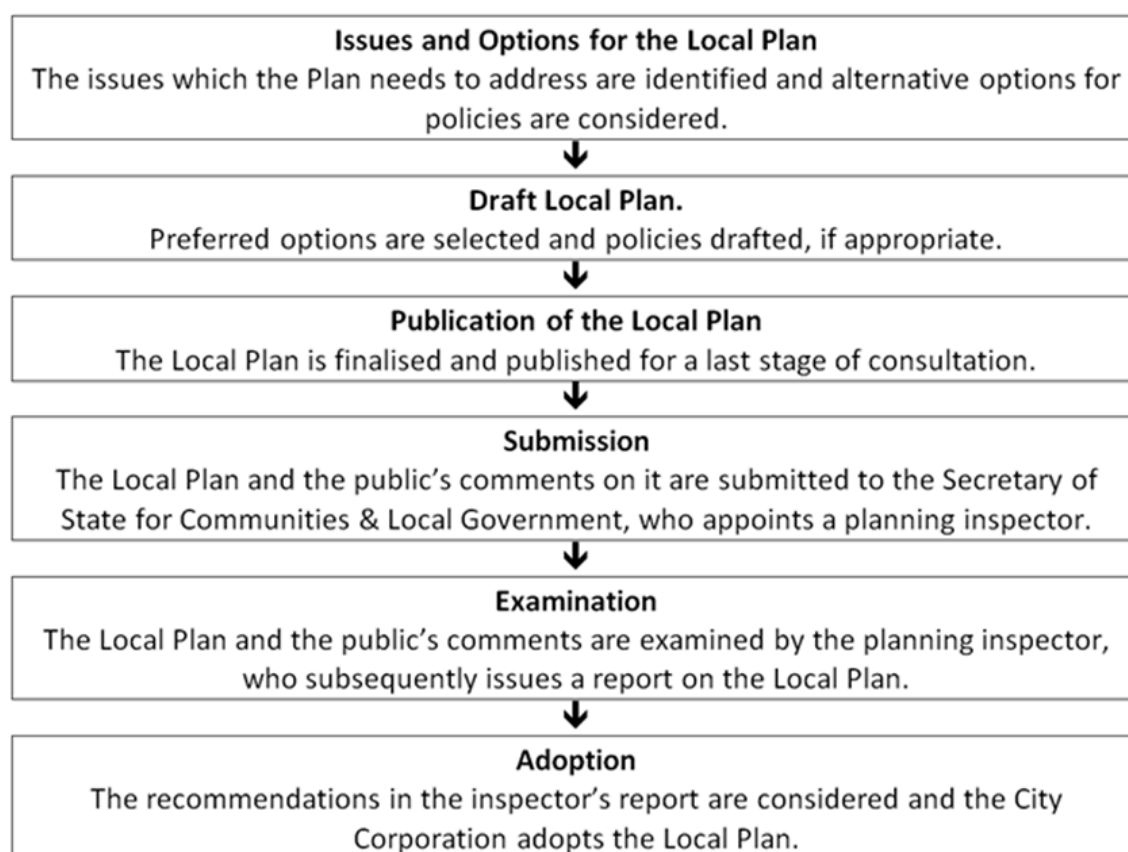 Issues and Options for the Local Plan
The issues which the Plan needs to address are identified and alternative options for
policies are considered.
Draft Local Plan.
Preferred options are selected and policies drafted, if appropriate.
Publication of the Local Plan
The Local Plan is finalised and published for a last stage of consultation.
Submission
The Local Plan and the public’s comments on it are submitted to the Secretary of
State for Communities & Local Government, who appoints a planning inspector.
Examination
The Local Plan and the public’s comments are examined by the planning inspector,
who subsequently issues a report on the Local Plan.
Adoption
The recommendations in the inspector’s report are considered and the City
Corporation adopts the Local Plan.